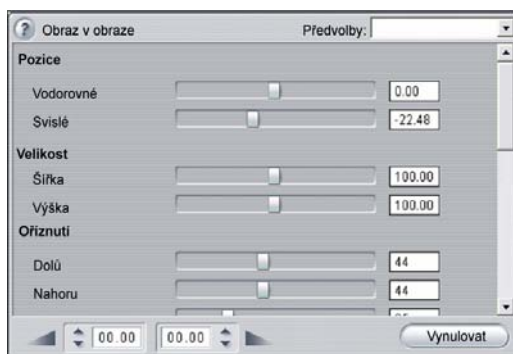 ? Obraz v obraze Předvolby:
Pozice
Vodorovné 0.00
Svislé -22.48
Velikost
Šířka 100.00
Výška 100.00
Oříznutí
Dolů 44
Nahoru 44
00.00 00.00 Vynulovat